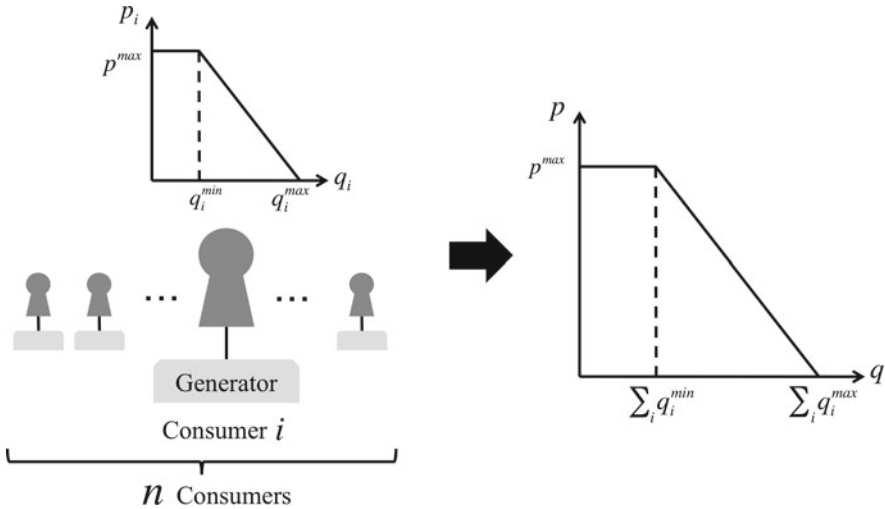 p_i
p^{max}
q_i^{min} q_i^{max} q_i
... ...
Generator
Consumer i
n Consumers
p
p^{max}
q
∑_i q_i^{min} ∑_i q_i^{max}